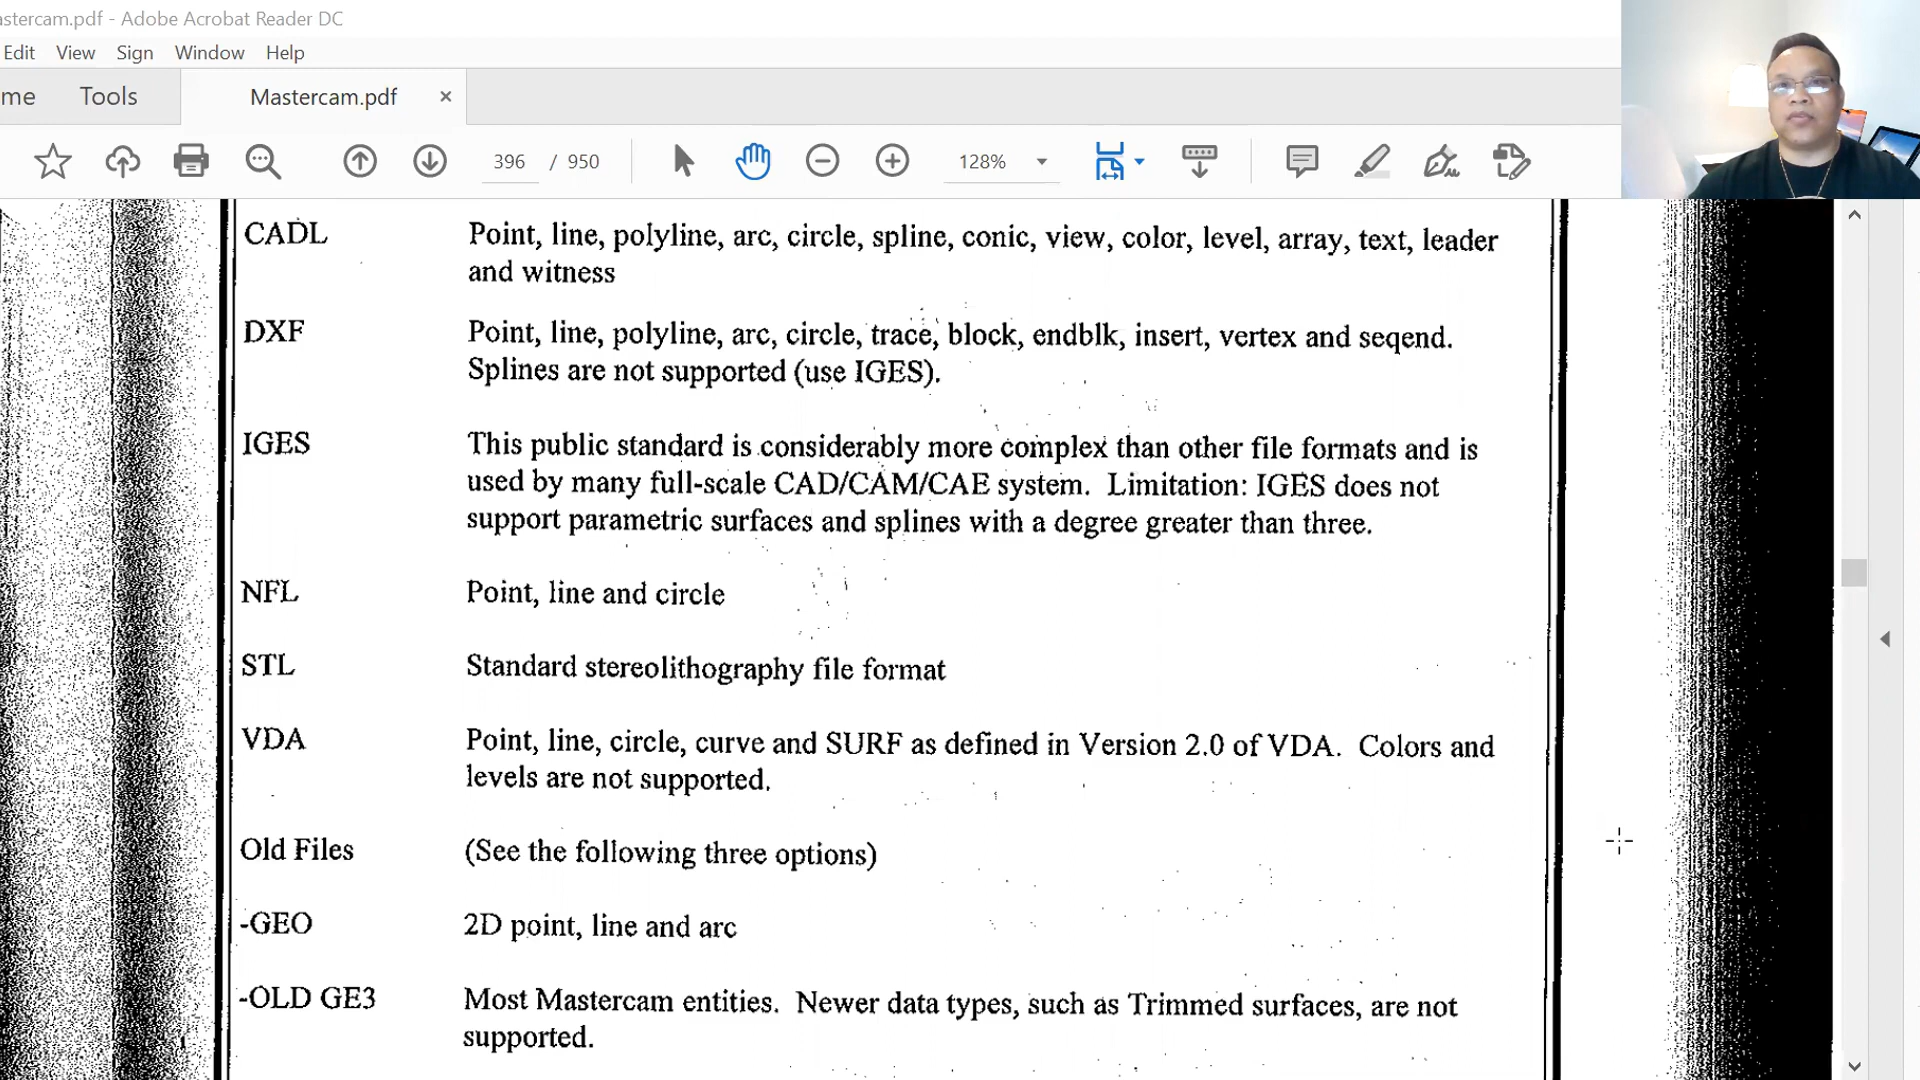 astercam.pdf - Adobe Acrobat Reader DC
Edit View Sign Window Help
me Tools Mastercam.pdf ×
396 / 950 128%
CADL Point, line, polyline, arc, circle, spline, conic, view, color, level, array, text, leader
and witness
DXF Point, line, polyline, arc, circle, trace, block, endblk, insert, vertex and seqend.
Splines are not supported (use IGES).
IGES This public standard is considerably more complex than other file formats and is
used by many full-scale CAD/CAM/CAE system. Limitation: IGES does not
support parametric surfaces and splines with a degree greater than three.
NFL Point, line and circle
STL Standard stereolithography file format
VDA Point, line, circle, curve and SURF as defined in Version 2.0 of VDA. Colors and
levels are not supported.
Old Files (See the following three options)
-GEO 2D point, line and arc
-OLD GE3 Most Mastercam entities. Newer data types, such as Trimmed surfaces, are not
supported.